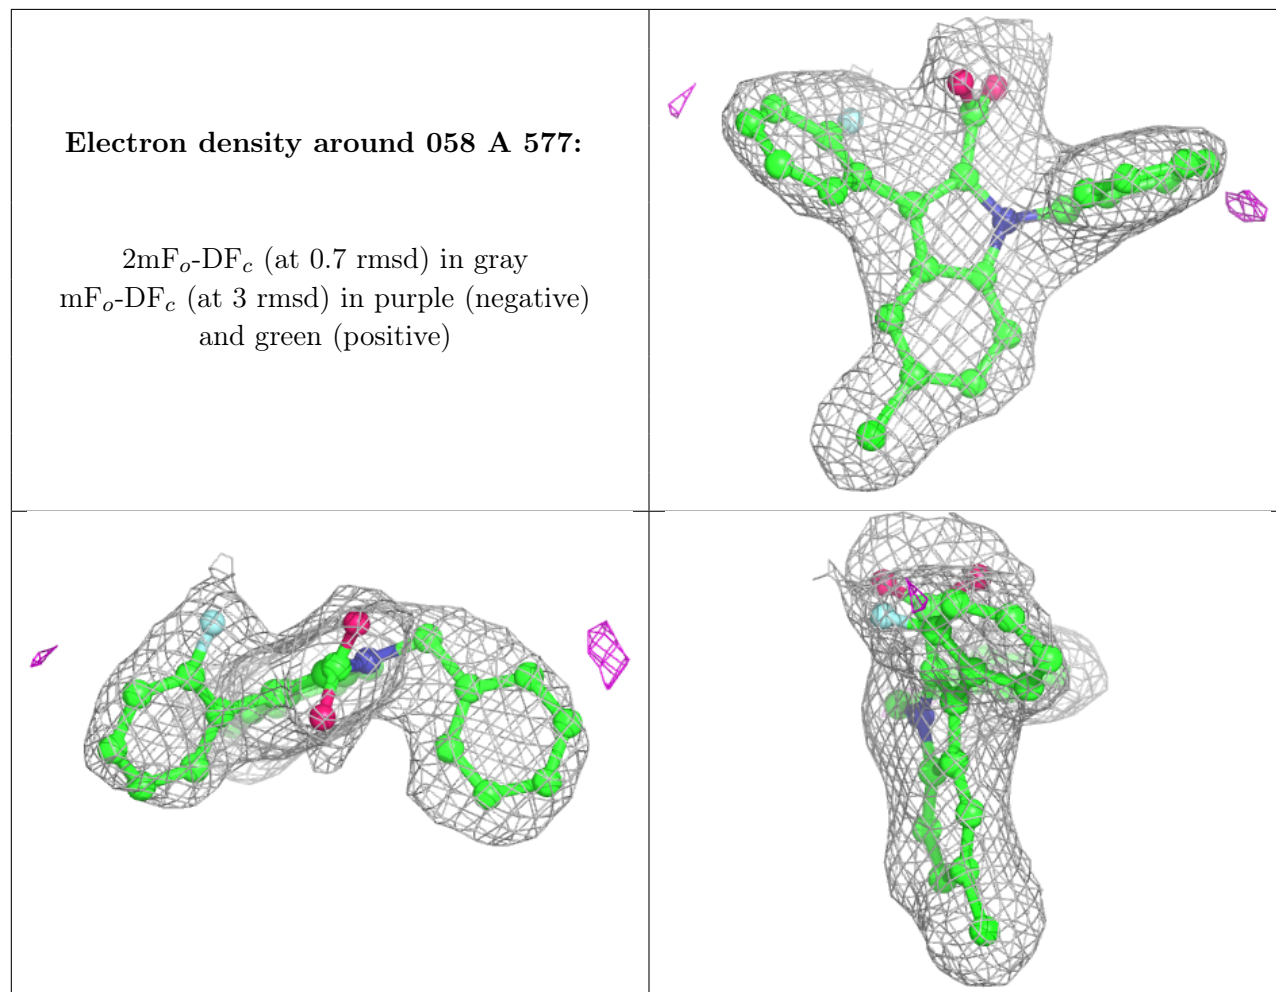 Electron density around 058 A 577:
2mFo-DFc (at 0.7 rmsd) in gray
mFo-DFc (at 3 rmsd) in purple (negative)
and green (positive)